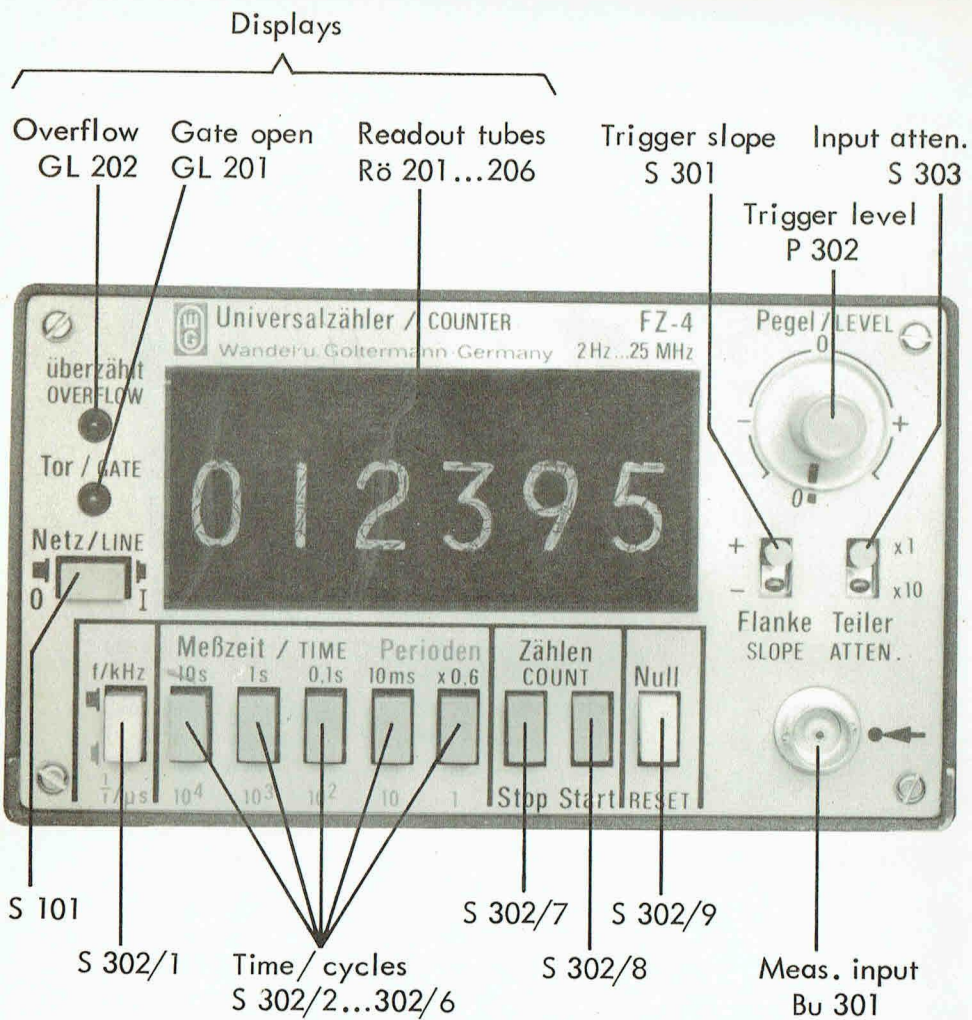 Displays
Overflow
GL 202
Gate open
GL 201
Readout tubes
Rö 201...206
Trigger slope
S 301
Input atten.
S 303
Trigger level
P 302
Universalzähler / COUNTER FZ-4
Wandel u. Goltermann · Germany 2 Hz...25 MHz
Pegel / LEVEL
0
- +
0
überzählt
OVERFLOW
Tor / GATE
012395
Netz/LINE
0 I
+ x1
- x10
Flanke Teiler
SLOPE ATTEN.
Meßzeit / TIME Perioden
f/kHz 10s 1s 0,1s 10ms x0,6
Zählen
COUNT
Null
1/T/µs 10⁴ 10³ 10² 10 1
Stop Start RESET
S 101
S 302/1
Time/cycles
S 302/2...302/6
S 302/7
S 302/8
S 302/9
Meas. input
Bu 301